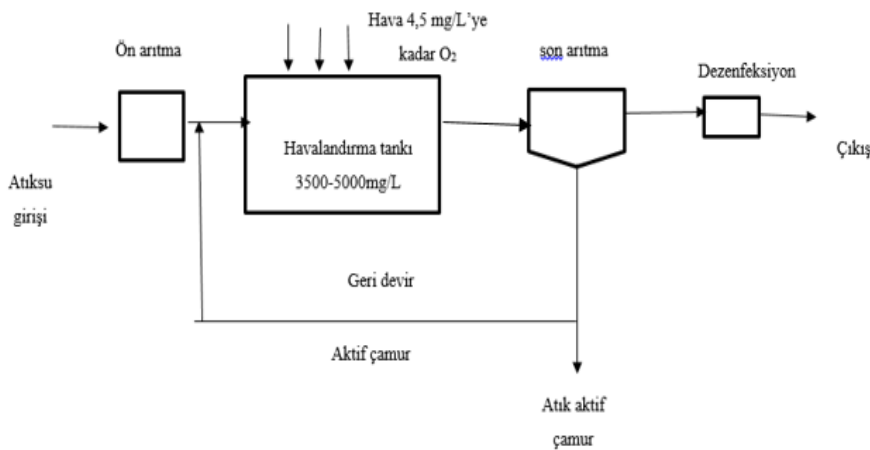 Hava 4,5 mg/L’ye
kadar O₂
Ön arıtma
son arıtma
Dezenfeksiyon
Havalandırma tankı
3500-5000mg/L
Atıksu
girişi
Çıkış
Geri devir
Aktif çamur
Atık aktif
çamur